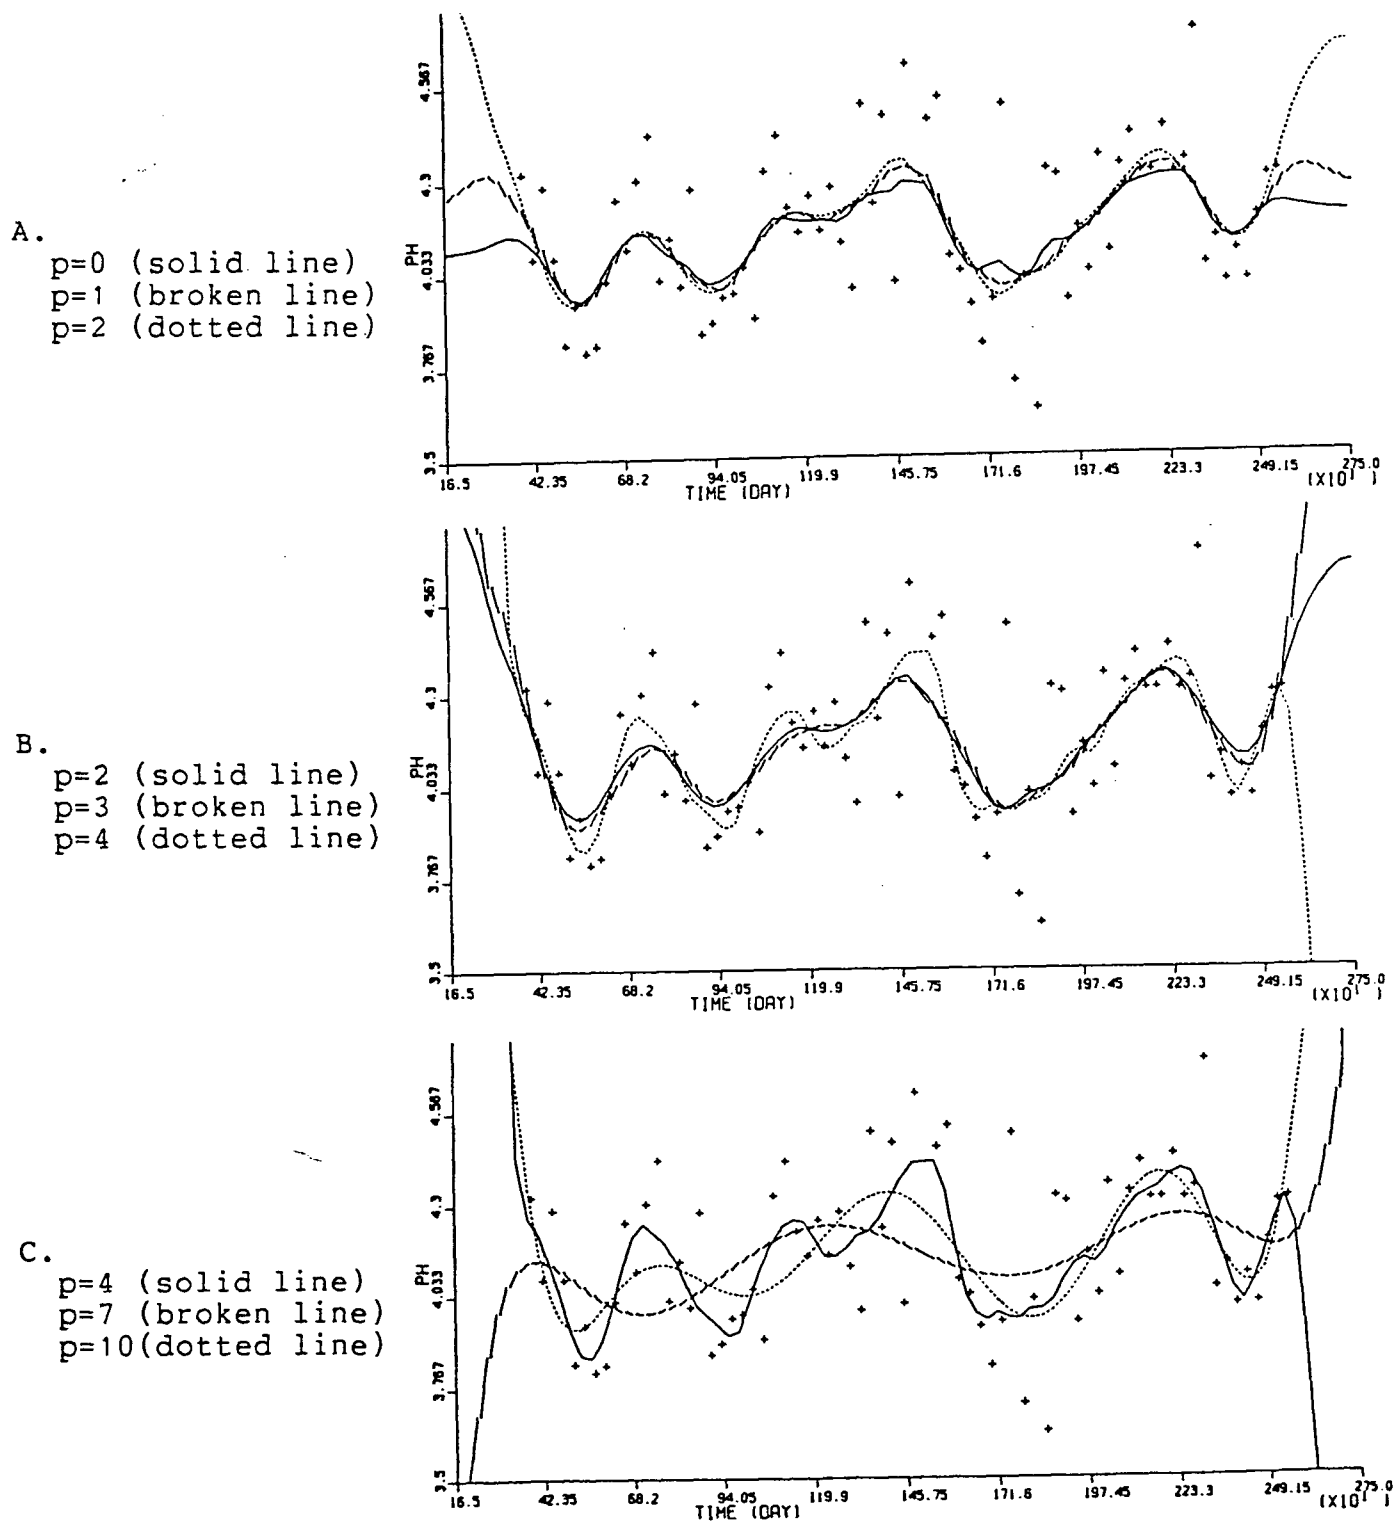 A.
p=0 (solid line)
p=1 (broken line)
p=2 (dotted line)
PH
4.567
4.3
4.033
3.767
3.5
16.5 42.35 68.2 94.05 119.9 145.75 171.6 197.45 223.3 249.15 275.0
TIME (DAY) (X10¹ )
B.
p=2 (solid line)
p=3 (broken line)
p=4 (dotted line)
PH
4.567
4.3
4.033
3.767
3.5
16.5 42.35 68.2 94.05 119.9 145.75 171.6 197.45 223.3 249.15 275.0
TIME (DAY) (X10¹ )
C.
p=4 (solid line)
p=7 (broken line)
p=10(dotted line)
PH
4.567
4.3
4.033
3.767
3.5
16.5 42.35 68.2 94.05 119.9 145.75 171.6 197.45 223.3 249.15 275.0
TIME (DAY) (X10¹ )